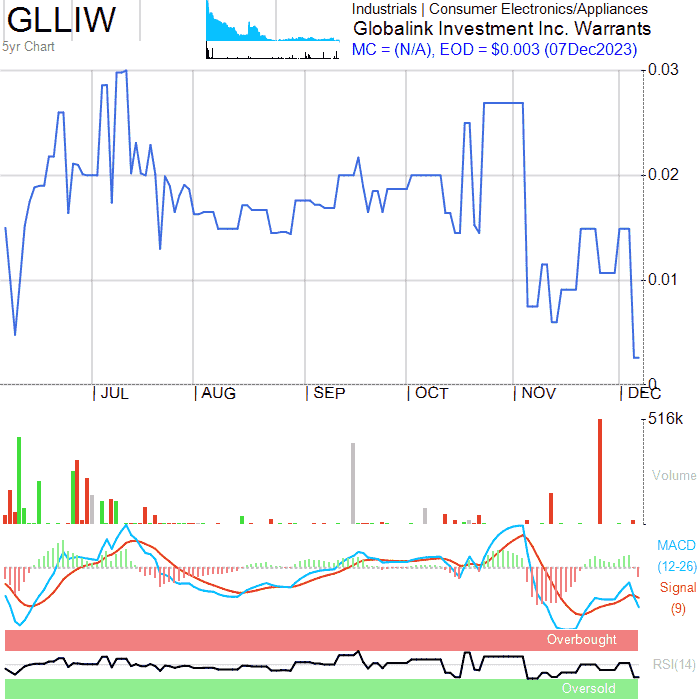 GLLIW
5yr Chart
Industrials | Consumer Electronics/Appliances
Globalink Investment Inc. Warrants
MC = (N/A), EOD = $0.003 (07Dec2023)
0.03
0.02
0.01
0
JUL AUG SEP OCT NOV DEC
516k
Volume
MACD
(12-26)
Signal
(9)
Overbought
RSI(14)
Oversold